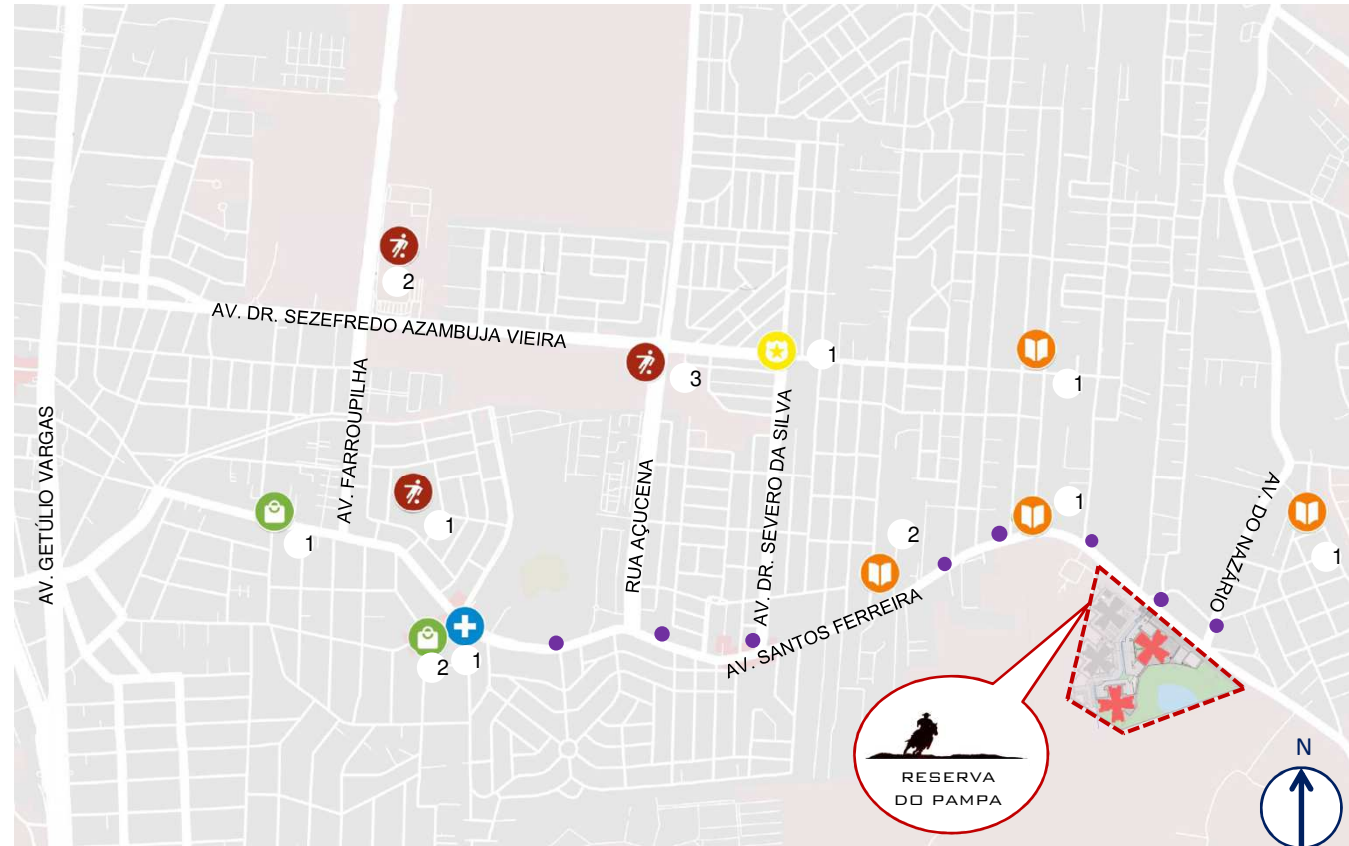 2
AV. DR. SEZEFREDO AZAMBUJA VIEIRA
1
3
1
AV. GETÚLIO VARGAS
AV. FARROUPILHA
RUA AÇUCENA
AV. DR. SEVERO DA SILVA
AV. DO NAZÁRIO
1
1
2
1
1
1
2
1
AV. SANTOS FERREIRA
RESERVA
DO PAMPA
N